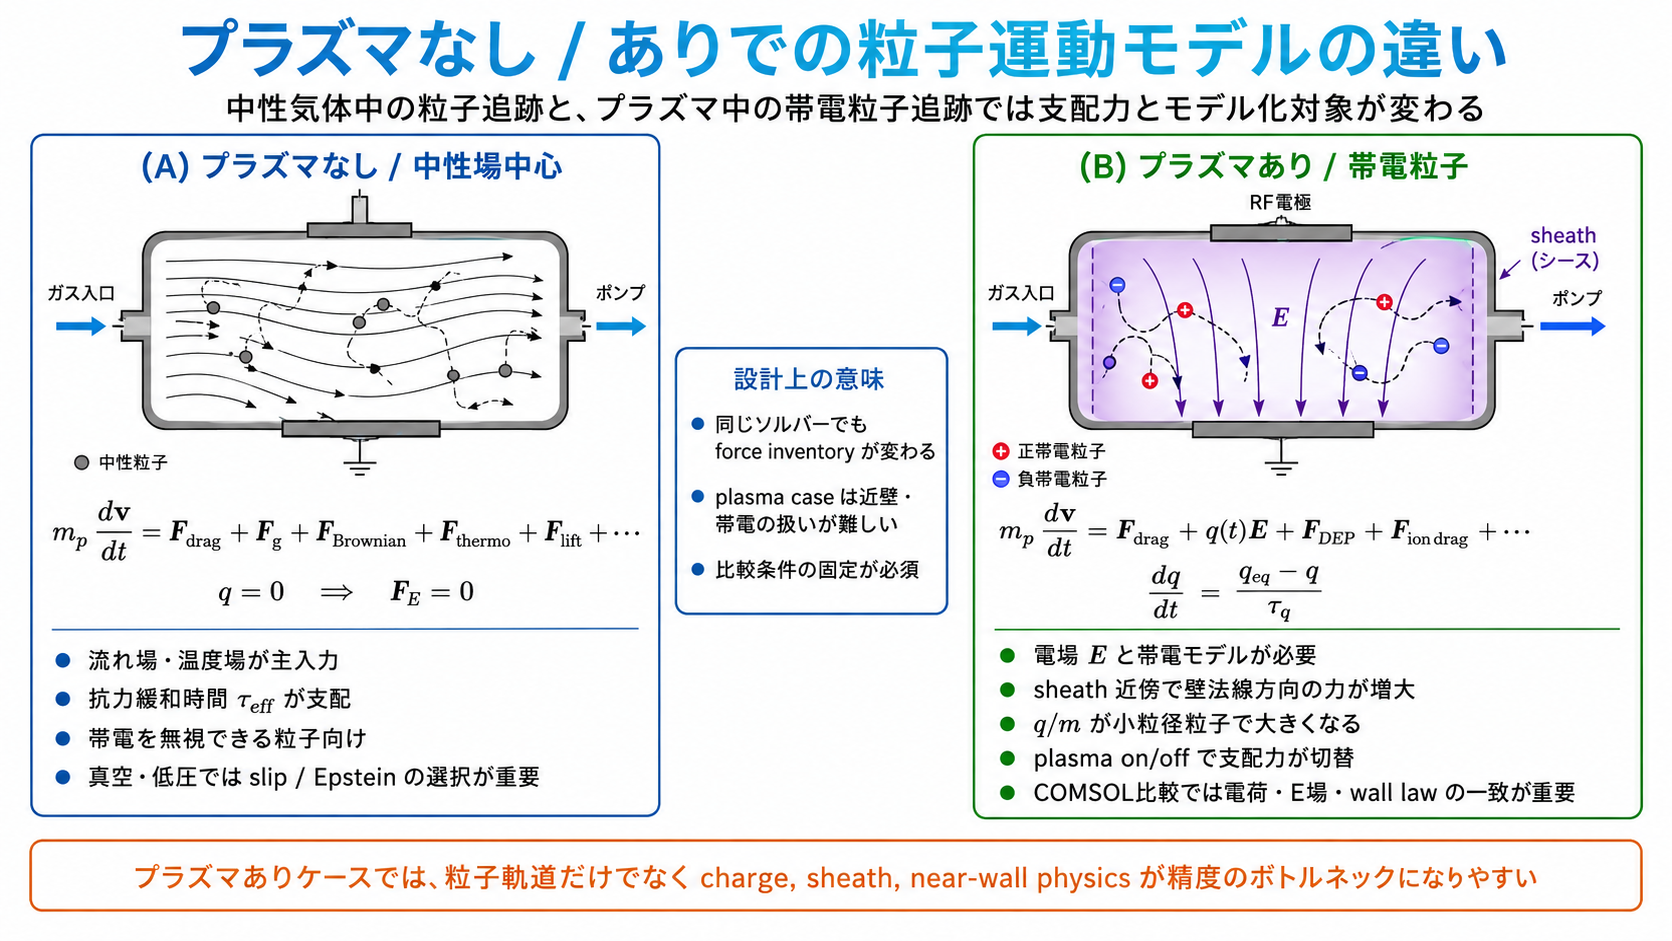 プラズマなし / ありでの粒子運動モデルの違い
中性気体中の粒子追跡と、プラズマ中の帯電粒子追跡では支配力とモデル化対象が変わる
(A) プラズマなし / 中性場中心
ガス入口
ポンプ
中性粒子
m_p dv/dt = F_drag + F_g + F_Brownian + F_thermo + F_lift + ⋯
q = 0 ⟹ F_E = 0
流れ場・温度場が主入力
抗力緩和時間 τ_eff が支配
帯電を無視できる粒子向け
真空・低圧では slip / Epstein の選択が重要
設計上の意味
同じソルバーでも
force inventory が変わる
plasma case は近壁・
帯電の扱いが難しい
比較条件の固定が必須
(B) プラズマあり / 帯電粒子
RF電極
sheath
(シース)
ガス入口
ポンプ
E
正帯電粒子
負帯電粒子
m_p dv/dt = F_drag + q(t)E + F_DEP + F_ion drag + ⋯
dq/dt = (q_eq − q)/τ_q
電場 E と帯電モデルが必要
sheath 近傍で壁法線方向の力が増大
q/m が小粒径粒子で大きくなる
plasma on/off で支配力が切替
COMSOL比較では電荷・E場・wall law の一致が重要
プラズマありケースでは、粒子軌道だけでなく charge, sheath, near-wall physics が精度のボトルネックになりやすい